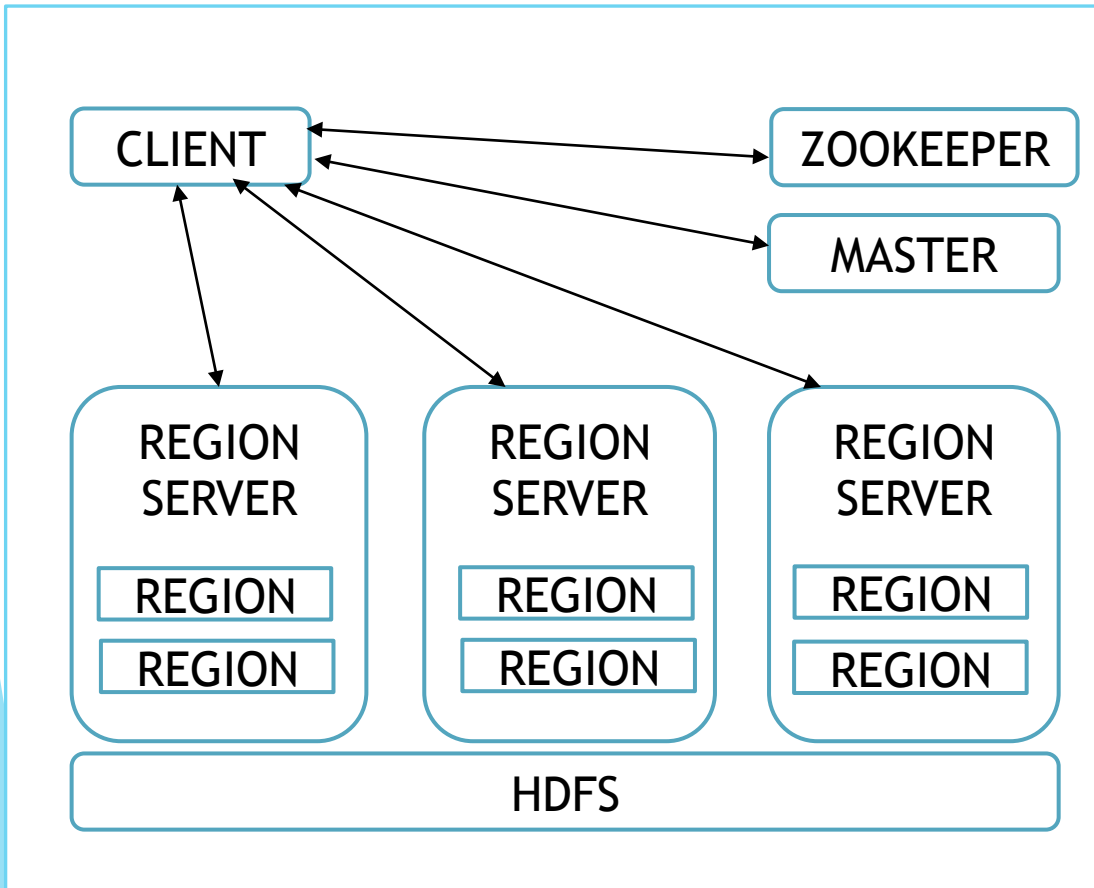 CLIENT
ZOOKEEPER
MASTER
REGION
SERVER
REGION
REGION
REGION
SERVER
REGION
REGION
REGION
SERVER
REGION
REGION
HDFS